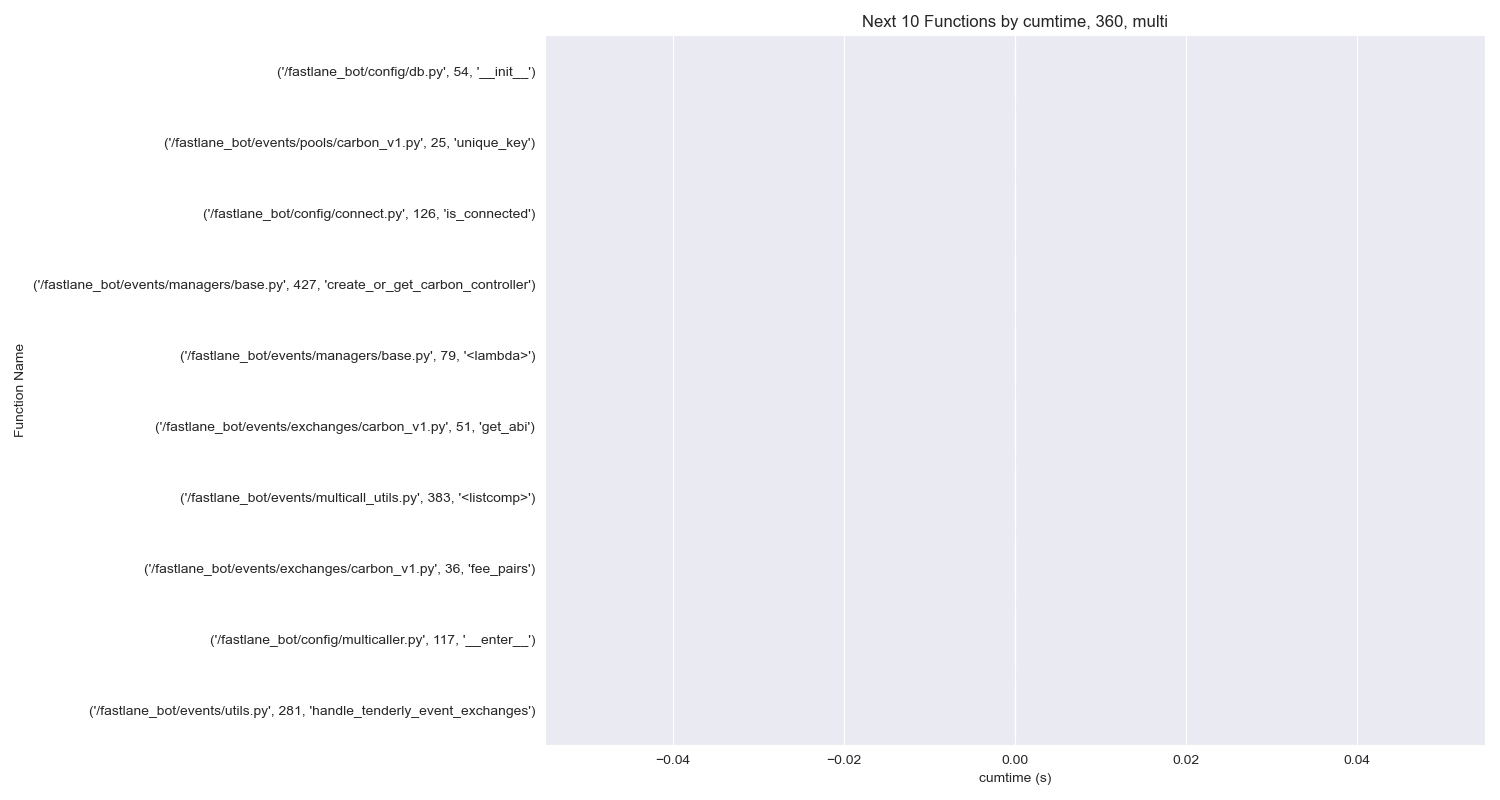 Next 10 Functions by cumtime, 360, multi
('/fastlane_bot/config/db.py', 54, '__init__')
('/fastlane_bot/events/pools/carbon_v1.py', 25, 'unique_key')
('/fastlane_bot/config/connect.py', 126, 'is_connected')
('/fastlane_bot/events/managers/base.py', 427, 'create_or_get_carbon_controller')
('/fastlane_bot/events/managers/base.py', 79, '<lambda>')
('/fastlane_bot/events/exchanges/carbon_v1.py', 51, 'get_abi')
('/fastlane_bot/events/multicall_utils.py', 383, '<listcomp>')
('/fastlane_bot/events/exchanges/carbon_v1.py', 36, 'fee_pairs')
('/fastlane_bot/config/multicaller.py', 117, '__enter__')
('/fastlane_bot/events/utils.py', 281, 'handle_tenderly_event_exchanges')
Function Name
−0.04 −0.02 0.00 0.02 0.04
cumtime (s)